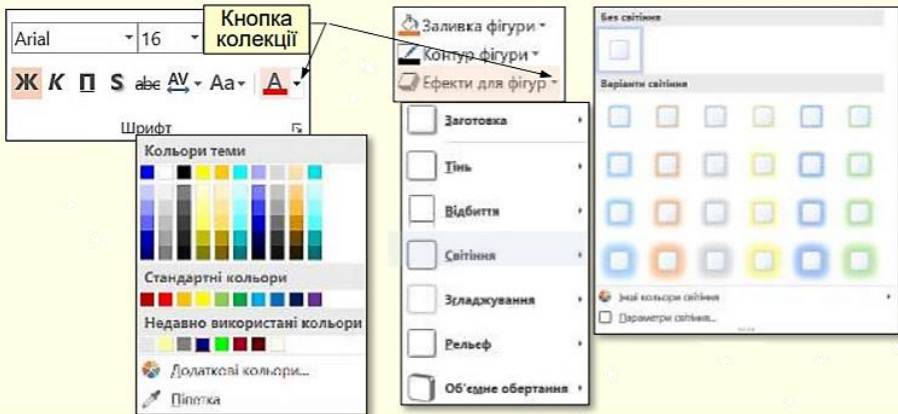 Arial
16
Кнопка
колекції
Ж К П S abc AV Aa А
Шрифт
Кольори теми
Стандартні кольори
Недавно використані кольори
Додаткові кольори...
Піпетка
Заливка фігури
Контур фігури
Ефекти для фігур
Заготовка
Тінь
Відбиття
Світіння
Згладжування
Рельєф
Об'ємне обертання
Без світіння
Варіанти світіння
Інші кольори світіння
Параметри світіння...